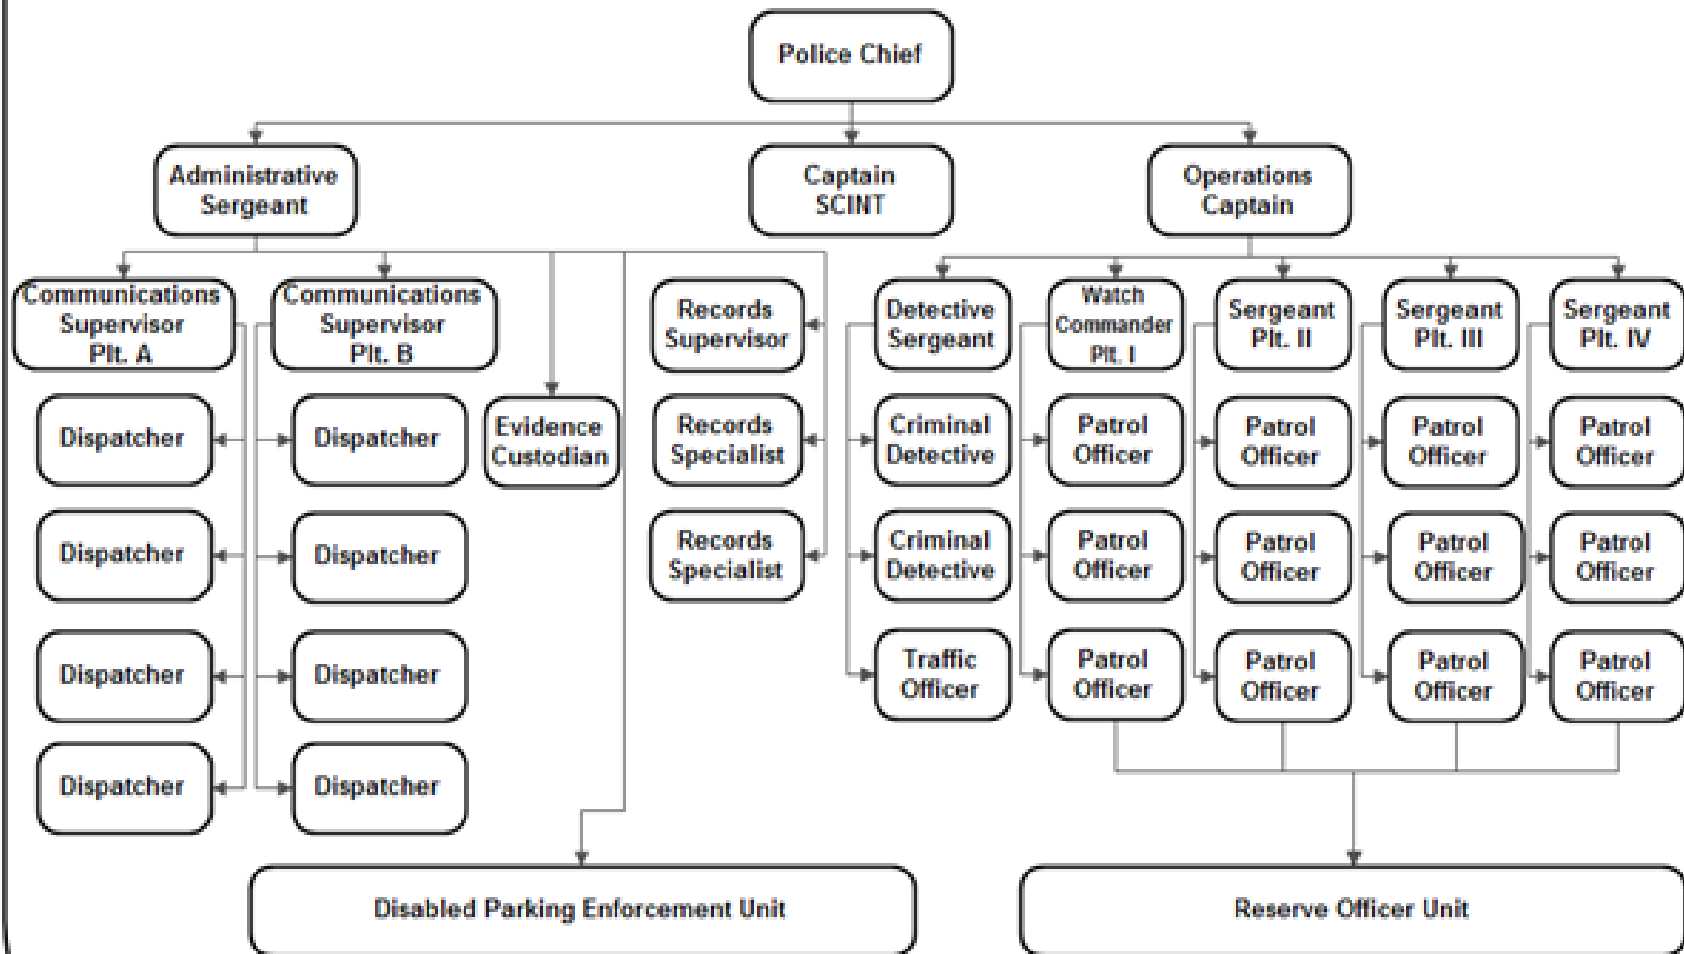 Police Chief
Administrative
Sergeant
Captain
SCINT
Operations
Captain
Communications
Supervisor
Plt. A
Communications
Supervisor
Plt. B
Records
Supervisor
Detective
Sergeant
Watch
Commander
Plt. I
Sergeant
Plt. II
Sergeant
Plt. III
Sergeant
Plt. IV
Dispatcher
Dispatcher
Evidence
Custodian
Records
Specialist
Criminal
Detective
Patrol
Officer
Patrol
Officer
Patrol
Officer
Patrol
Officer
Dispatcher
Dispatcher
Records
Specialist
Criminal
Detective
Patrol
Officer
Patrol
Officer
Patrol
Officer
Patrol
Officer
Dispatcher
Dispatcher
Traffic
Officer
Patrol
Officer
Patrol
Officer
Patrol
Officer
Patrol
Officer
Dispatcher
Dispatcher
Disabled Parking Enforcement Unit
Reserve Officer Unit